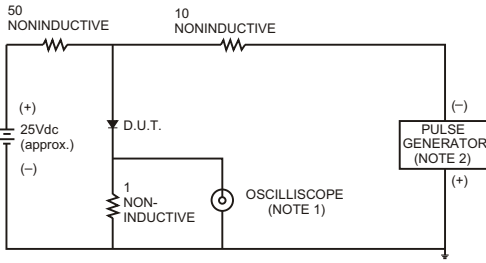 50
NONINDUCTIVE
10
NONINDUCTIVE
(+)
25Vdc
(approx.)
(–)
D.U.T.
1
NON-
INDUCTIVE
OSCILLISCOPE
(NOTE 1)
(–)
PULSE
GENERATOR
(NOTE 2)
(+)